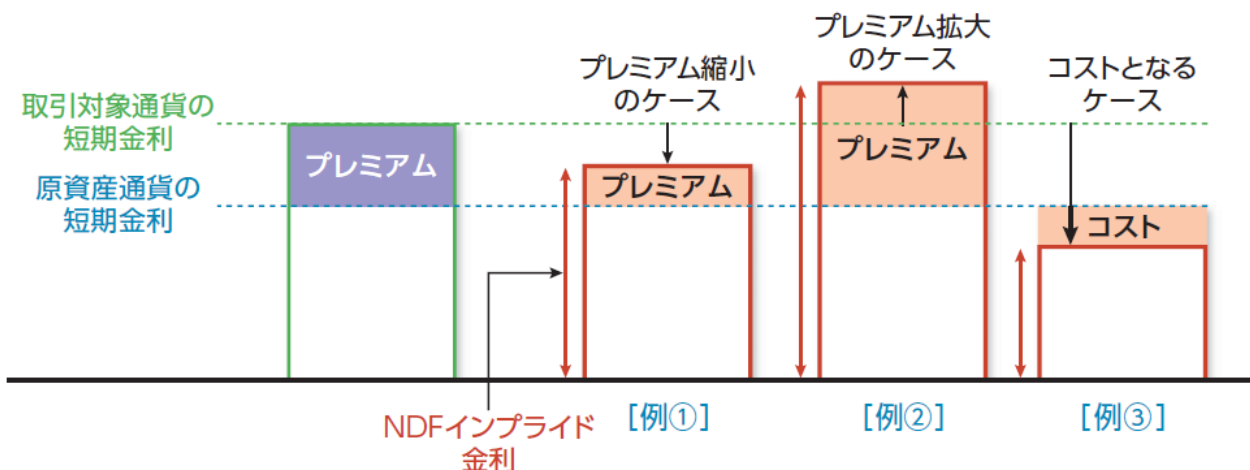 取引対象通貨の
短期金利
原資産通貨の
短期金利
プレミアム
プレミアム縮小
のケース
プレミアム
プレミアム拡大
のケース
プレミアム
コストとなる
ケース
コスト
NDFインプライド
金利
［例①］
［例②］
［例③］